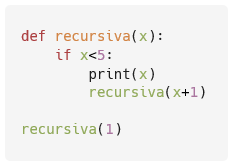 def recursiva(x):
    if x<5:
        print(x)
        recursiva(x+1)

recursiva(1)